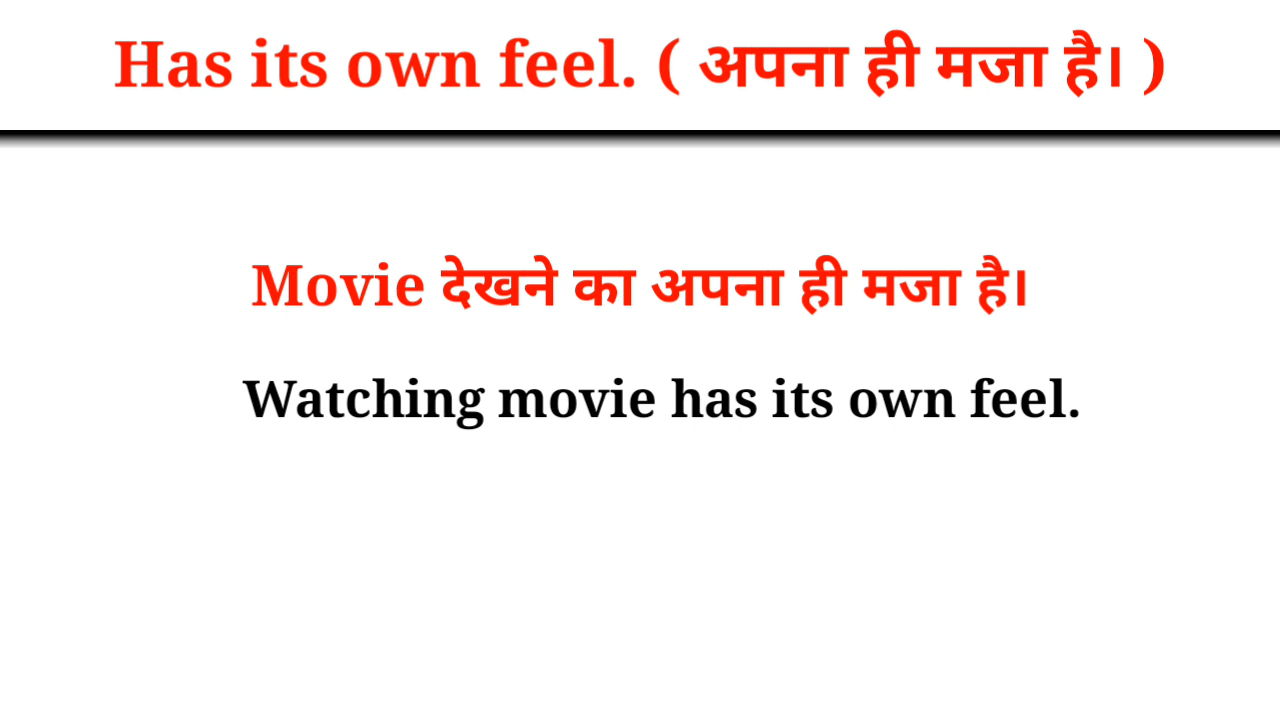 Has its own feel. ( अपना ही मजा है। )
Movie देखने का अपना ही मजा है।
Watching movie has its own feel.